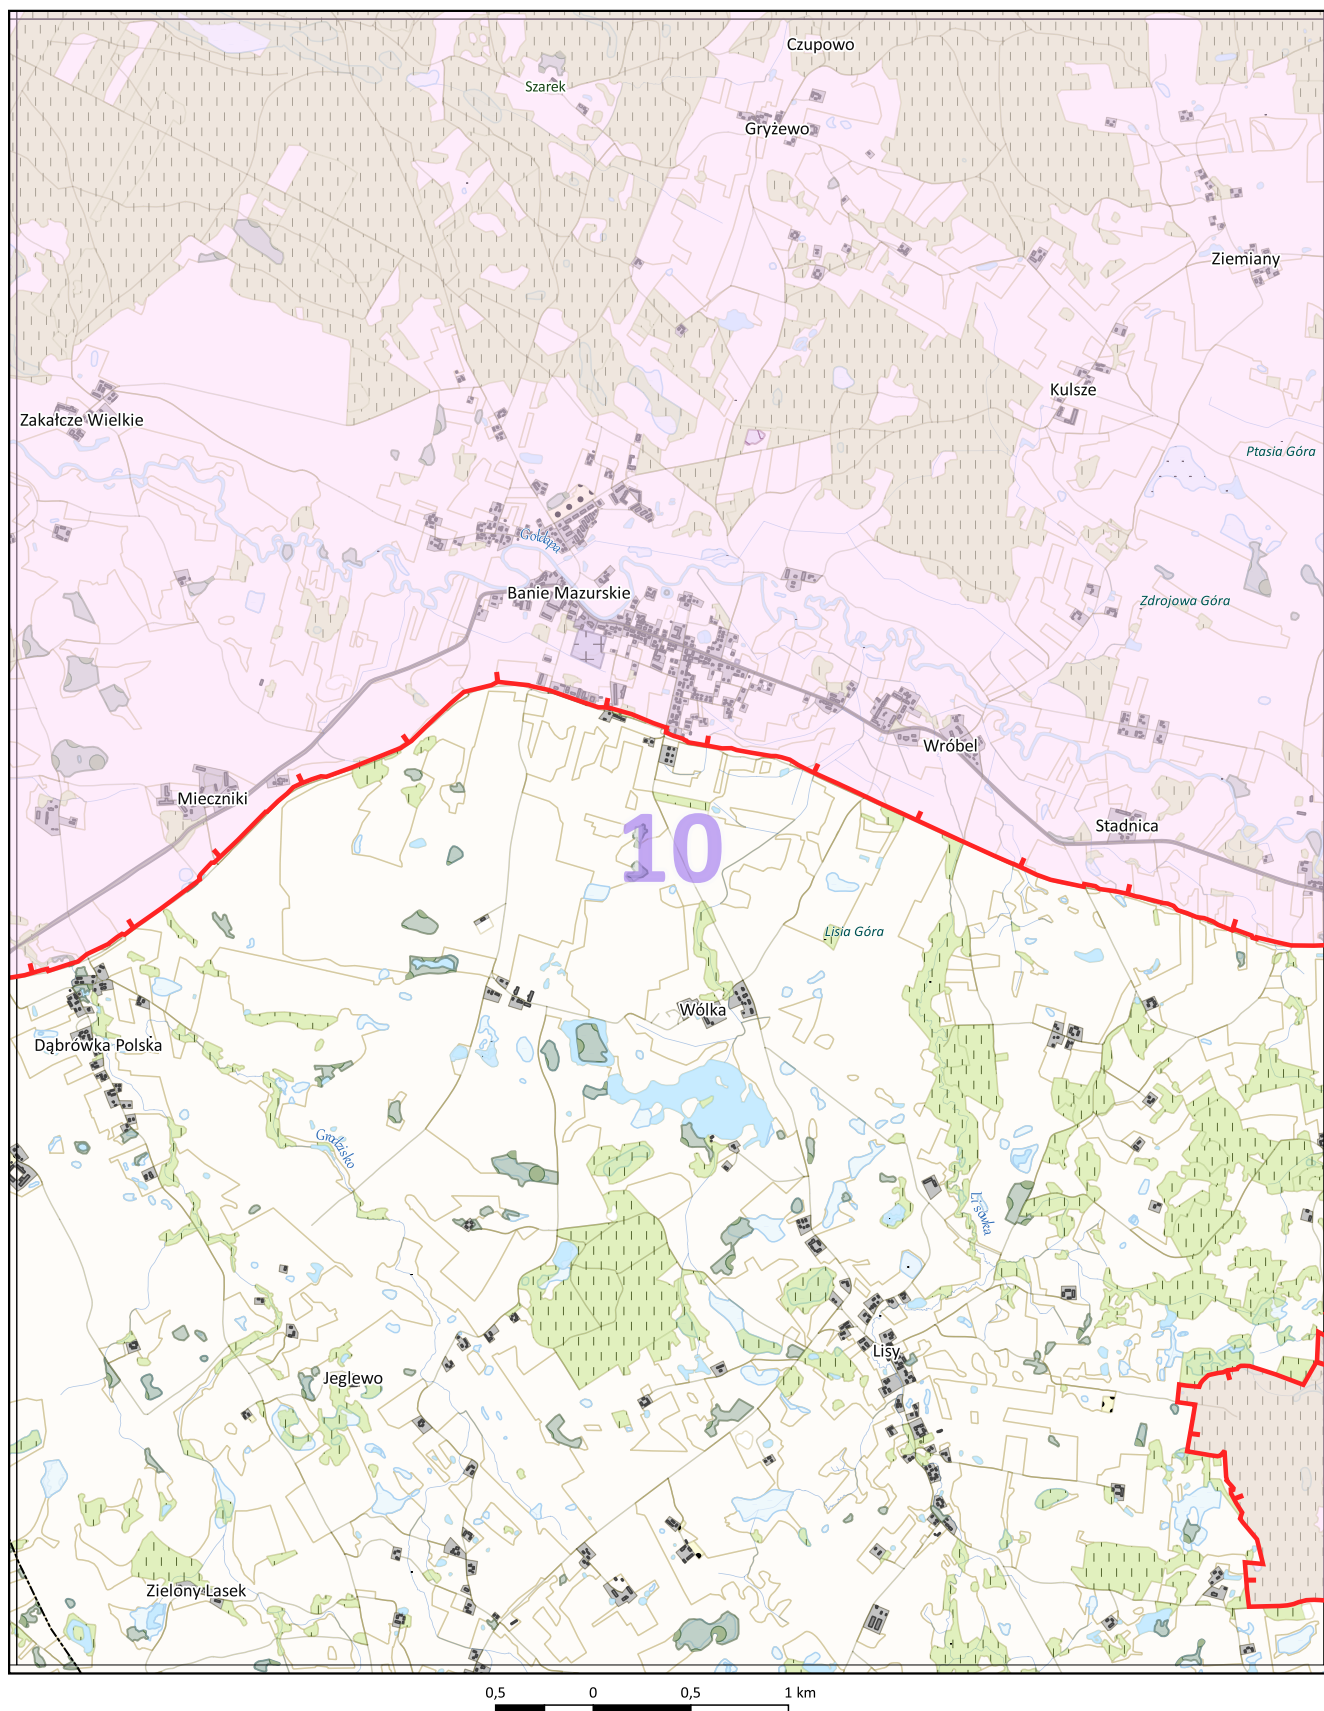 Czupowo
Szarek
Gryżewo
Ziemiany
Kulsze
Zakałcze Wielkie
Ptasia Góra
Gołdapa
Banie Mazurskie
Zdrojowa Góra
Wróbel
Mieczniki
Stadnica
10
Lisia Góra
Wólka
Dąbrówka Polska
Grodzisko
Lisy
Jeglewo
Zielony Lasek
0,5 0 0,5 1 km